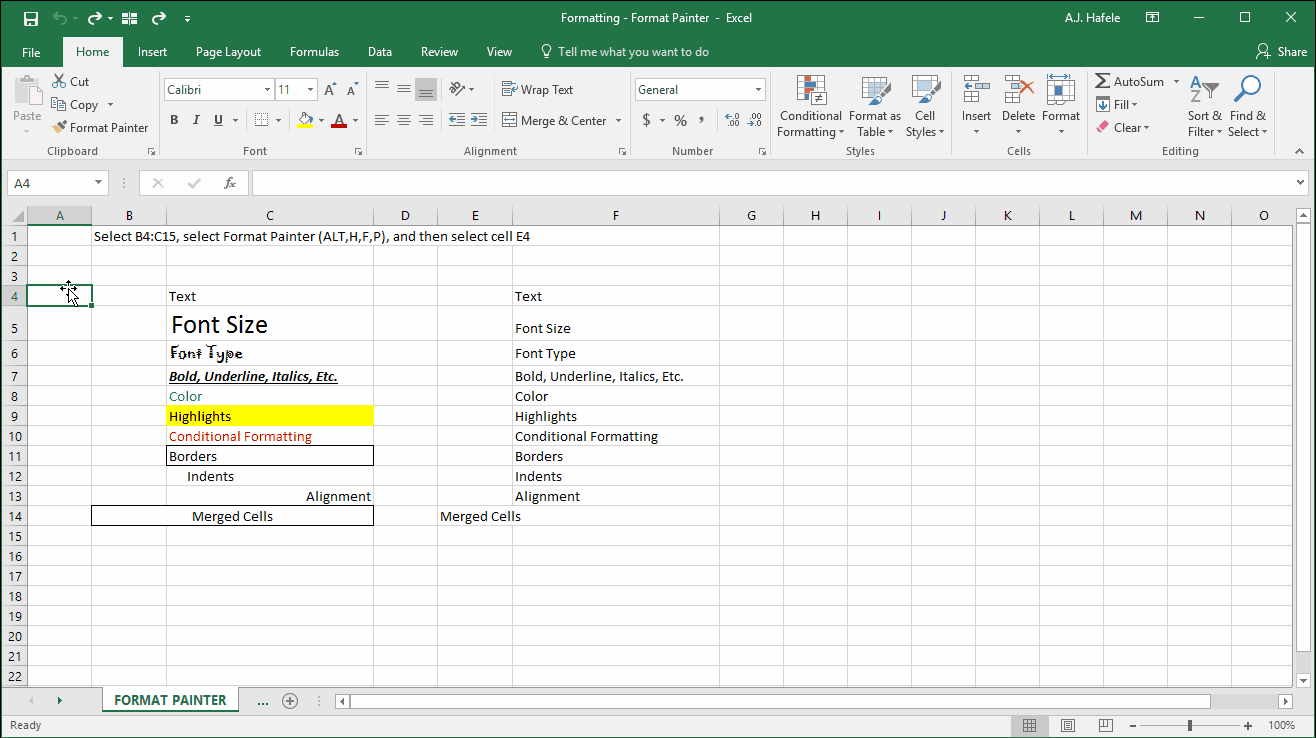 Formatting - Format Painter - Excel
A.J. Hafele
File Home Insert Page Layout Formulas Data Review View Tell me what you want to do Share
Paste
Cut
Copy
Format Painter
Clipboard
Calibri 11
B I U A
Font
Wrap Text
Merge & Center
Alignment
General
$ % ,
Number
Conditional Formatting
Format as Table
Cell Styles
Styles
Insert Delete Format
Cells
AutoSum
Fill
Clear
Sort & Filter
Find & Select
Editing
A4 fx
A B C D E F G H I J K L M N O
1 Select B4:C15, select Format Painter (ALT,H,F,P), and then select cell E4
2
3
4 Text Text
5 Font Size Font Size
6 Font Type Font Type
7 Bold, Underline, Italics, Etc. Bold, Underline, Italics, Etc.
8 Color Color
9 Highlights Highlights
10 Conditional Formatting Conditional Formatting
11 Borders Borders
12 Indents Indents
13 Alignment Alignment
14 Merged Cells Merged Cells
15
16
17
18
19
20
21
22
FORMAT PAINTER ...
Ready 100%